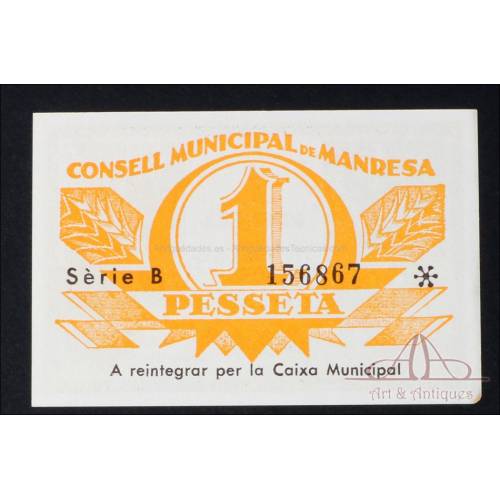 CONSELL MUNICIPAL DE MANRESA
1
Sèrie B 156867
PESSETA
A reintegrar per la Caixa Municipal
Art & Antiques